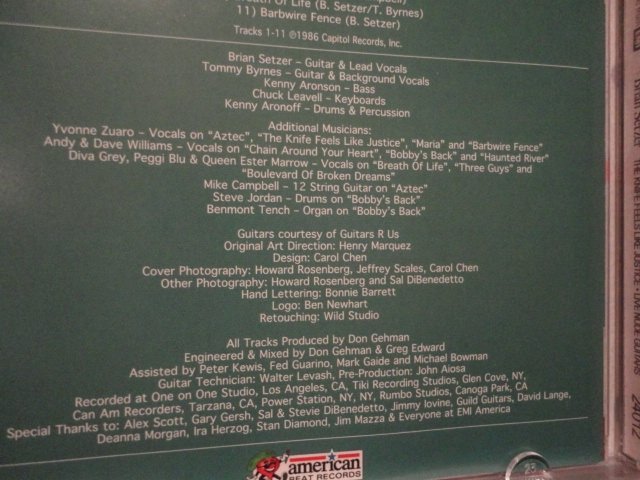 eath Of Life (B. Setzer/T. Byrnes)
11) Barbwire Fence (B. Setzer)
Tracks 1-11 ℗1986 Capitol Records, Inc.
Brian Setzer – Guitar & Lead Vocals
Tommy Byrnes – Guitar & Background Vocals
Kenny Aronson – Bass
Chuck Leavell – Keyboards
Kenny Aronoff – Drums & Percussion
Additional Musicians:
Yvonne Zuaro – Vocals on "Aztec", "The Knife Feels Like Justice", "Maria" and "Barbwire Fence"
Andy & Dave Williams – Vocals on "Chain Around Your Heart", "Bobby's Back" and "Haunted River"
Diva Grey, Peggi Blu & Queen Ester Marrow – Vocals on "Breath Of Life", "Three Guys" and
"Boulevard Of Broken Dreams"
Mike Campbell – 12 String Guitar on "Aztec"
Steve Jordan – Drums on "Bobby's Back"
Benmont Tench – Organ on "Bobby's Back"
Guitars courtesy of Guitars R Us
Original Art Direction: Henry Marquez
Design: Carol Chen
Cover Photography: Howard Rosenberg, Jeffrey Scales, Carol Chen
Other Photography: Howard Rosenberg and Sal DiBenedetto
Hand Lettering: Bonnie Barrett
Logo: Ben Newhart
Retouching: Wild Studio
All Tracks Produced by Don Gehman
Engineered & Mixed by Don Gehman & Greg Edward
Assisted by Peter Kewis, Fed Guarino, Mark Gaide and Michael Bowman
Guitar Technician: Walter Levash, Pre-Production: John Aiosa
Recorded at One on One Studio, Los Angeles, CA, Tiki Recording Studios, Glen Cove, NY,
Can Am Recorders, Tarzana, CA, Power Station, NY, NY, Rumbo Studios, Canoga Park, CA
Special Thanks to: Alex Scott, Gary Gersh, Sal & Stevie DiBenedetto, Jimmy Iovine, Guild Guitars, David Lange,
Deanna Morgan, Ira Herzog, Stan Diamond, Jim Mazza & Everyone at EMI America
american
BEAT RECORDS